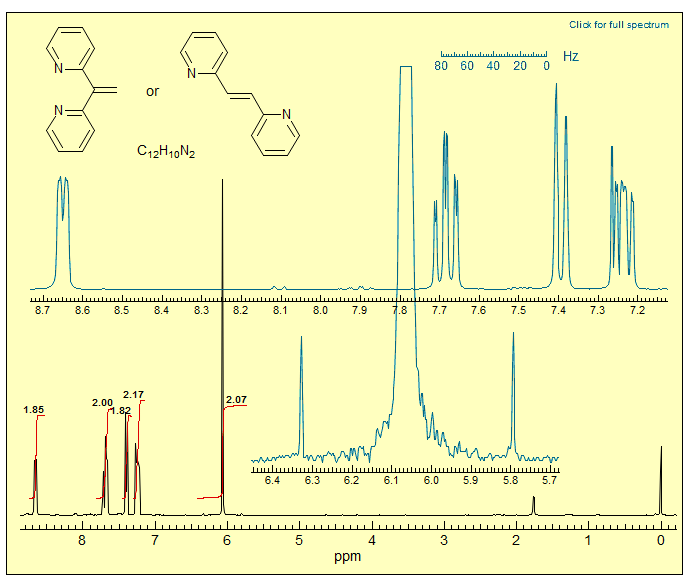 Click for full spectrum
80 60 40 20 0 Hz
N
N
or
N
N
C12H10N2
8.7 8.6 8.5 8.4 8.3 8.2 8.1 8.0 7.9 7.8 7.7 7.6 7.5 7.4 7.3 7.2
1.85 2.00 1.82 2.17 2.07
6.4 6.3 6.2 6.1 6.0 5.9 5.8 5.7
8 7 6 5 4 3 2 1 0
ppm